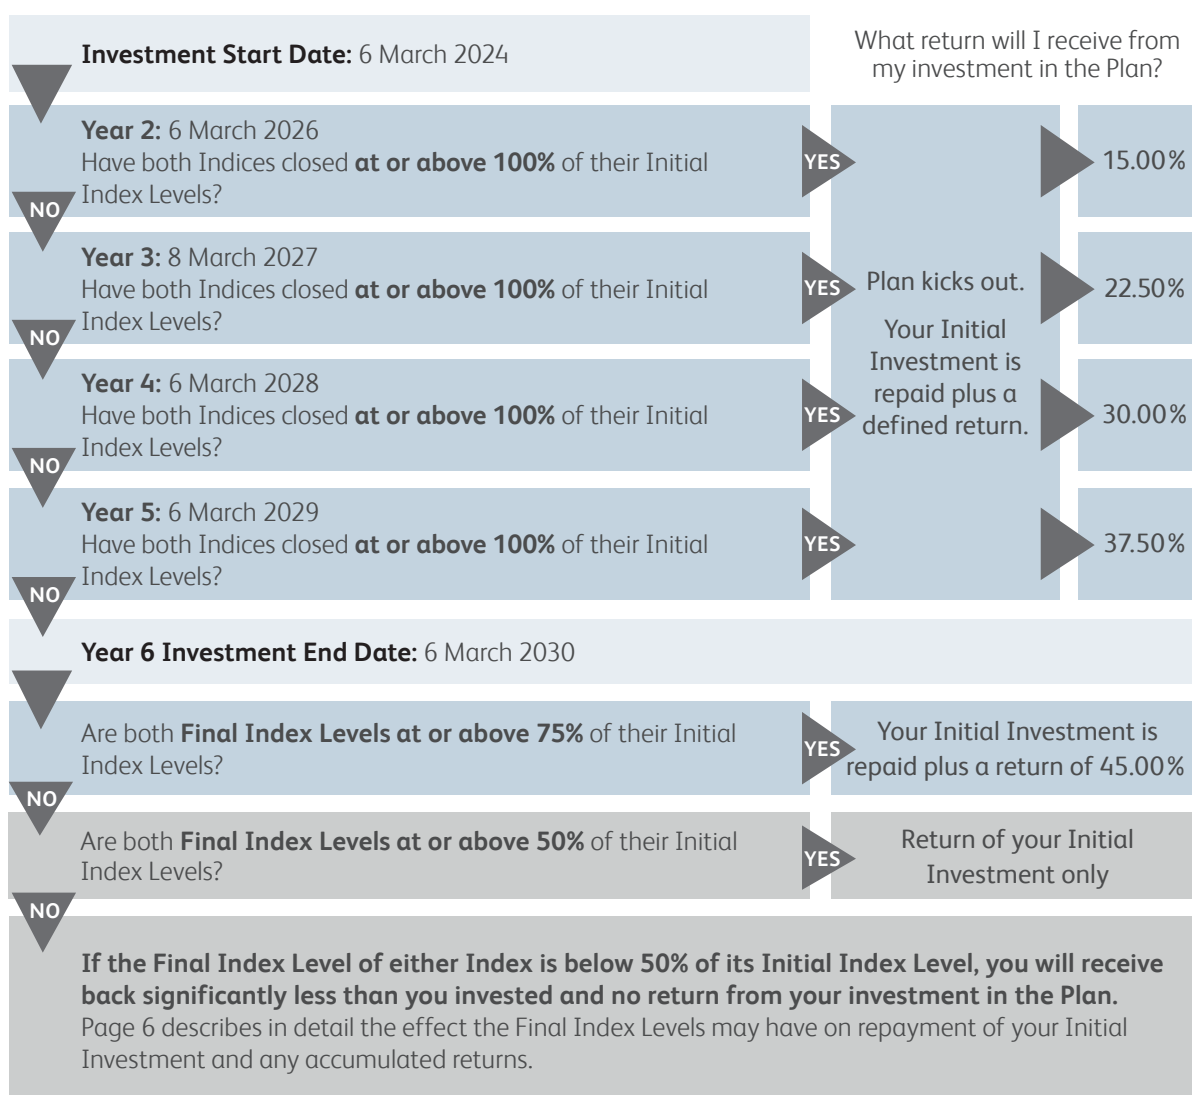 Investment Start Date: 6 March 2024
What return will I receive from
my investment in the Plan?
Year 2: 6 March 2026
Have both Indices closed at or above 100% of their Initial
Index Levels?
YES
15.00%
NO
Year 3: 8 March 2027
Have both Indices closed at or above 100% of their Initial
Index Levels?
YES
Plan kicks out.
Your Initial
Investment is
repaid plus a
defined return.
22.50%
NO
Year 4: 6 March 2028
Have both Indices closed at or above 100% of their Initial
Index Levels?
YES
30.00%
NO
Year 5: 6 March 2029
Have both Indices closed at or above 100% of their Initial
Index Levels?
YES
37.50%
NO
Year 6 Investment End Date: 6 March 2030
Are both Final Index Levels at or above 75% of their Initial
Index Levels?
YES
Your Initial Investment is
repaid plus a return of 45.00%
NO
Are both Final Index Levels at or above 50% of their Initial
Index Levels?
YES
Return of your Initial
Investment only
NO
If the Final Index Level of either Index is below 50% of its Initial Index Level, you will receive
back significantly less than you invested and no return from your investment in the Plan.
Page 6 describes in detail the effect the Final Index Levels may have on repayment of your Initial
Investment and any accumulated returns.